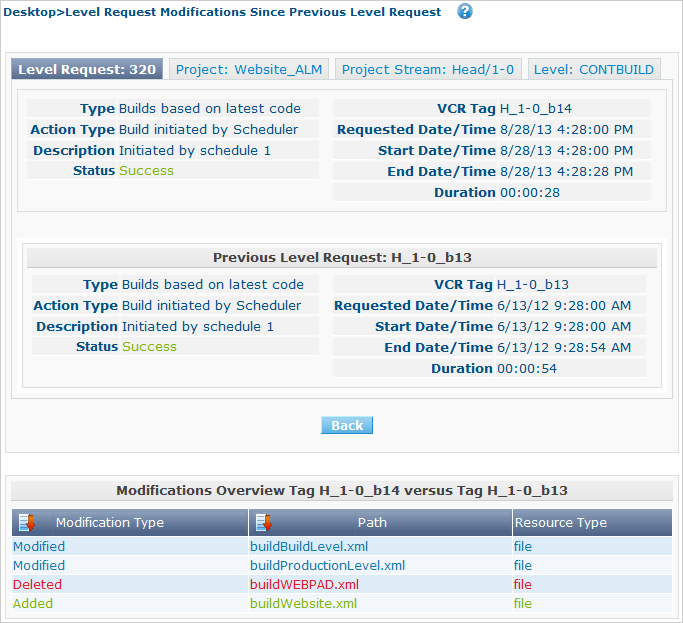 Desktop>Level Request Modifications Since Previous Level Request ?
Level Request: 320 Project: Website_ALM Project Stream: Head/1-0 Level: CONTBUILD
Type Builds based on latest code
Action Type Build initiated by Scheduler
Description Initiated by schedule 1
Status Success
VCR Tag H_1-0_b14
Requested Date/Time 8/28/13 4:28:00 PM
Start Date/Time 8/28/13 4:28:00 PM
End Date/Time 8/28/13 4:28:28 PM
Duration 00:00:28
Previous Level Request: H_1-0_b13
Type Builds based on latest code
Action Type Build initiated by Scheduler
Description Initiated by schedule 1
Status Success
VCR Tag H_1-0_b13
Requested Date/Time 6/13/12 9:28:00 AM
Start Date/Time 6/13/12 9:28:00 AM
End Date/Time 6/13/12 9:28:54 AM
Duration 00:00:54
Back
Modifications Overview Tag H_1-0_b14 versus Tag H_1-0_b13
Modification Type Path Resource Type
Modified buildBuildLevel.xml file
Modified buildProductionLevel.xml file
Deleted buildWEBPAD.xml file
Added buildWebsite.xml file